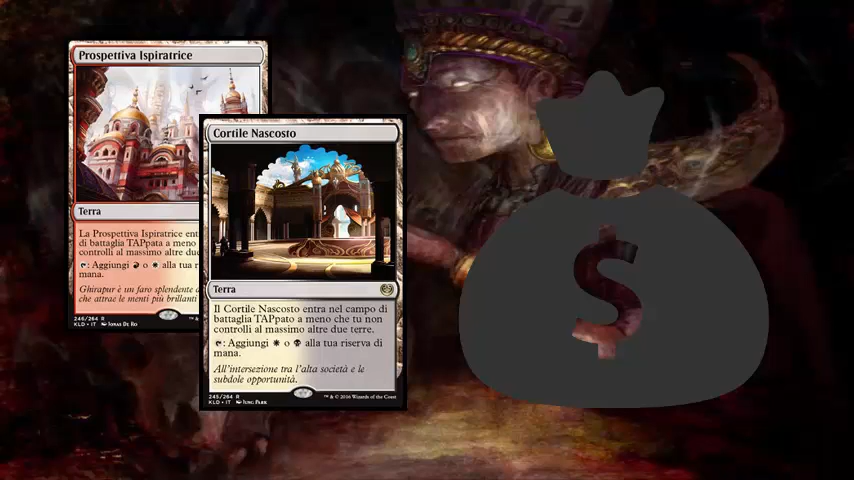 Prospettiva Ispiratrice
Terra
La Prospettiva Ispiratrice ent
di battaglia TAPpata a meno
controlli al massimo altre due
: Aggiungi o alla tua r
mana.
Ghirapur è un faro splendente
che attrae le menti più brillanti
246/264 R
KLD • IT Jonas De Ro
Cortile Nascosto
Terra
Il Cortile Nascosto entra nel campo di
battaglia TAPpato a meno che tu non
controlli al massimo altre due terre.
: Aggiungi o alla tua riserva di
mana.
All'intersezione tra l'alta società e le
subdole opportunità.
245/264 R
KLD • IT Jung Park
™ & © 2016 Wizards of the Coast
$